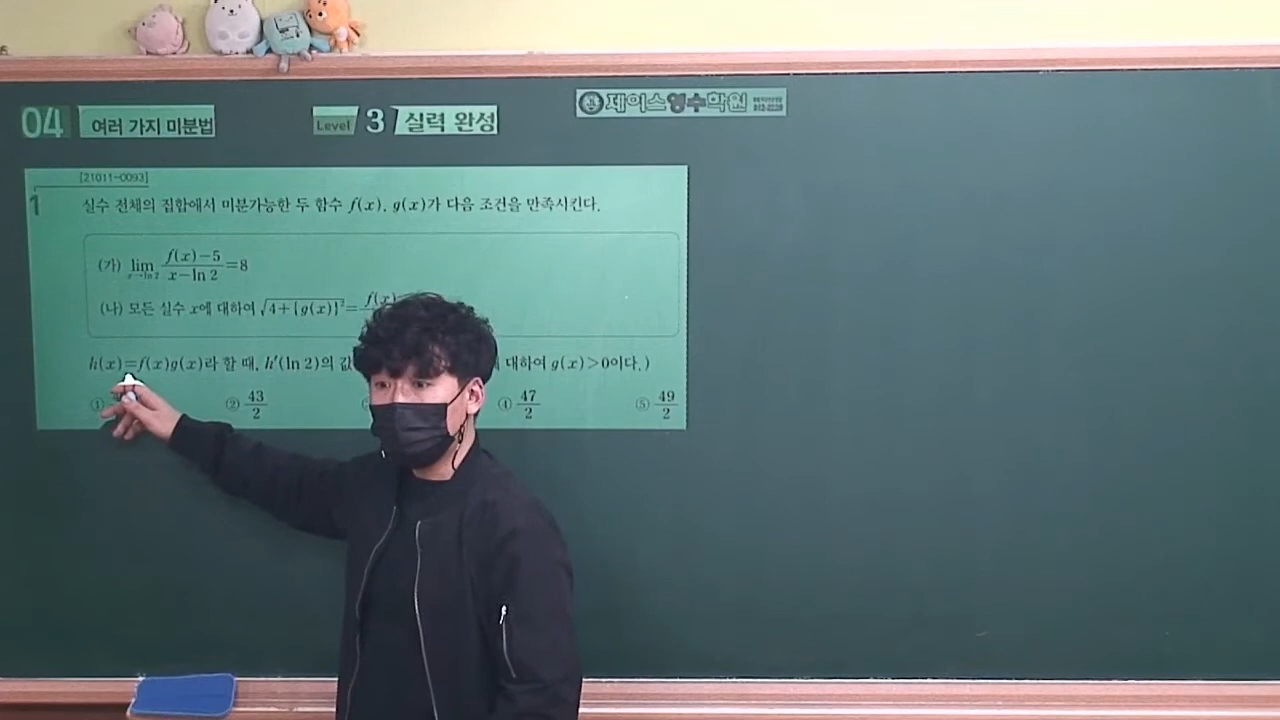 04 여러 가지 미분법 Level 3 실력 완성 제이스영수학원
[21011-0093]
1 실수 전체의 집합에서 미분가능한 두 함수 f(x), g(x)가 다음 조건을 만족시킨다.
(가) lim x→ln 2 f(x)-5 / x-ln 2 =8
(나) 모든 실수 x에 대하여 √4+{g(x)}² = f(x)
h(x)=f(x)g(x)라 할 때, h′(ln 2)의 값 대하여 g(x)>0이다.)
① ② 43/2 ④ 47/2 ⑤ 49/2